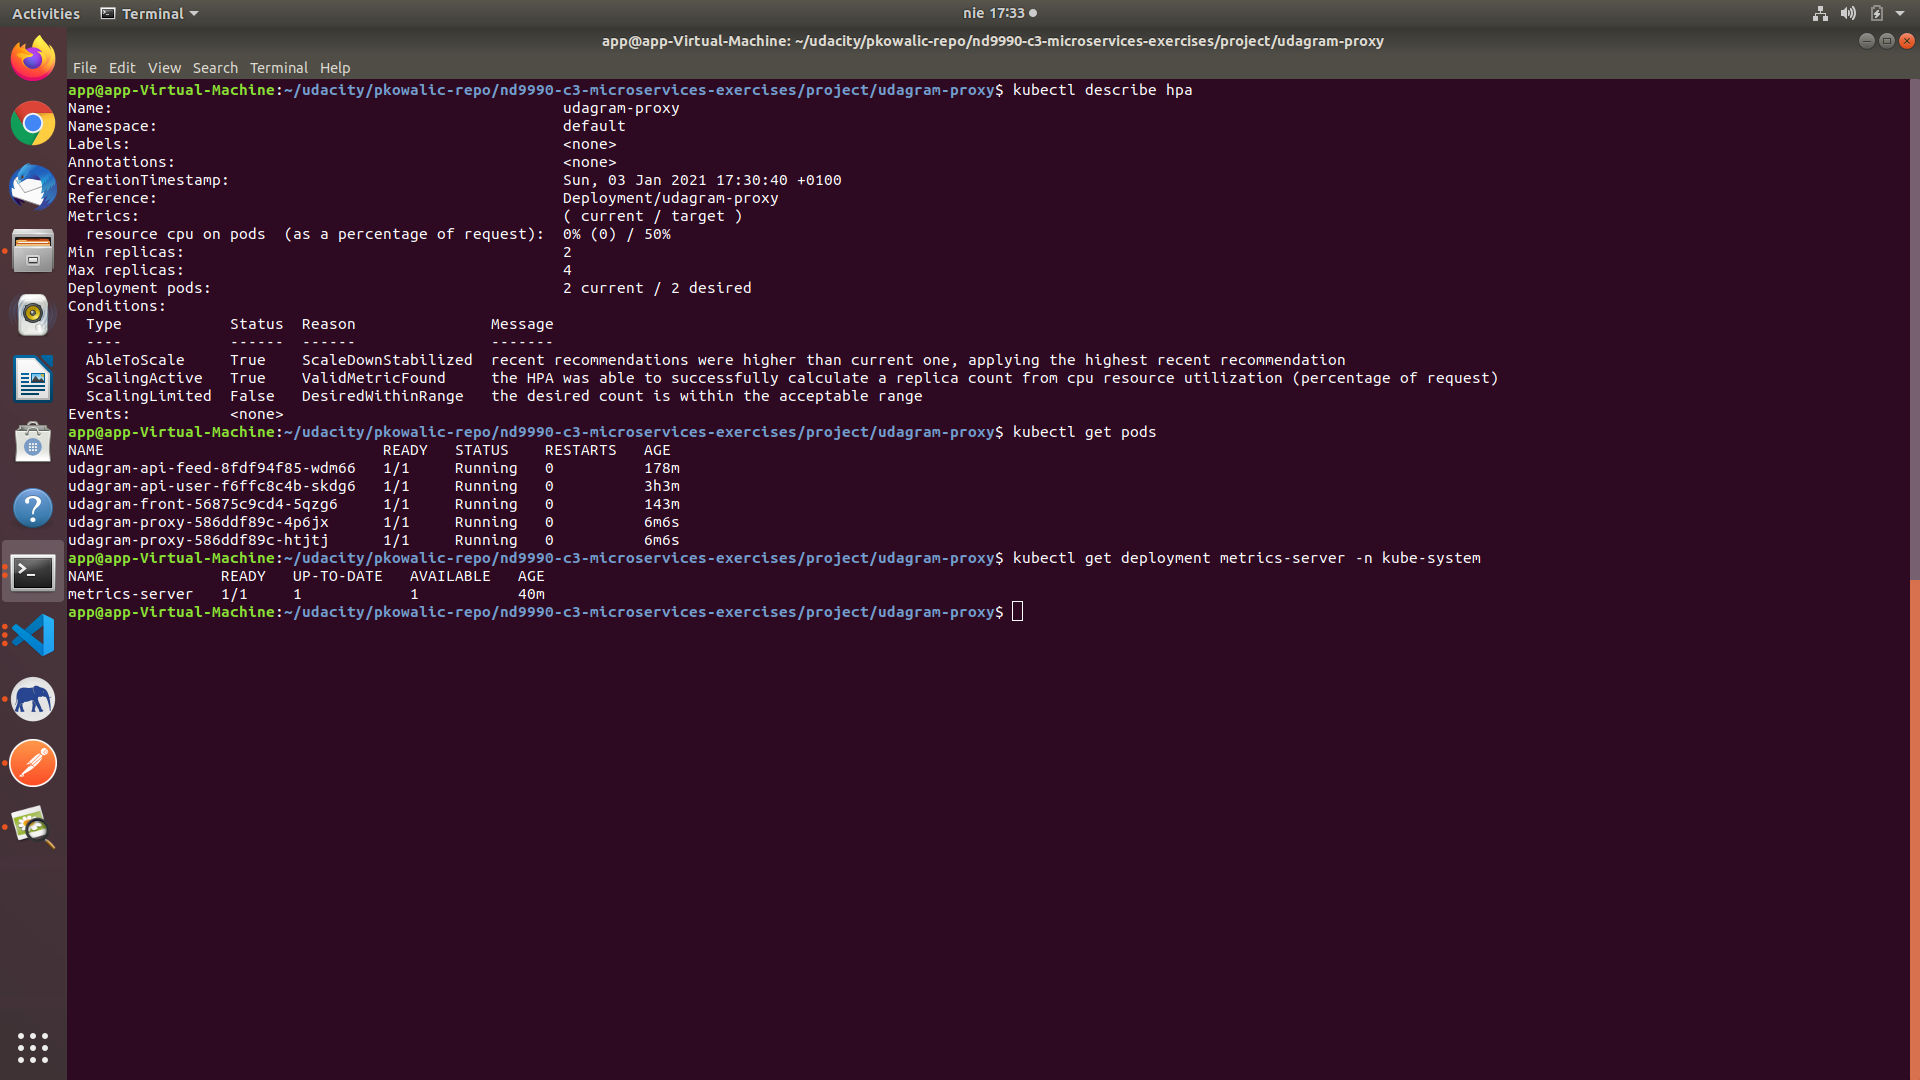 Activities Terminal nie 17:33
app@app-Virtual-Machine: ~/udacity/pkowalic-repo/nd9990-c3-microservices-exercises/project/udagram-proxy
File Edit View Search Terminal Help
app@app-Virtual-Machine:~/udacity/pkowalic-repo/nd9990-c3-microservices-exercises/project/udagram-proxy$ kubectl describe hpa
Name: udagram-proxy
Namespace: default
Labels: <none>
Annotations: <none>
CreationTimestamp: Sun, 03 Jan 2021 17:30:40 +0100
Reference: Deployment/udagram-proxy
Metrics: ( current / target )
resource cpu on pods (as a percentage of request): 0% (0) / 50%
Min replicas: 2
Max replicas: 4
Deployment pods: 2 current / 2 desired
Conditions:
Type Status Reason Message
---- ------ ------ -------
AbleToScale True ScaleDownStabilized recent recommendations were higher than current one, applying the highest recent recommendation
ScalingActive True ValidMetricFound the HPA was able to successfully calculate a replica count from cpu resource utilization (percentage of request)
ScalingLimited False DesiredWithinRange the desired count is within the acceptable range
Events: <none>
app@app-Virtual-Machine:~/udacity/pkowalic-repo/nd9990-c3-microservices-exercises/project/udagram-proxy$ kubectl get pods
NAME READY STATUS RESTARTS AGE
udagram-api-feed-8fdf94f85-wdm66 1/1 Running 0 178m
udagram-api-user-f6ffc8c4b-skdg6 1/1 Running 0 3h3m
udagram-front-56875c9cd4-5qzg6 1/1 Running 0 143m
udagram-proxy-586ddf89c-4p6jx 1/1 Running 0 6m6s
udagram-proxy-586ddf89c-htjtj 1/1 Running 0 6m6s
app@app-Virtual-Machine:~/udacity/pkowalic-repo/nd9990-c3-microservices-exercises/project/udagram-proxy$ kubectl get deployment metrics-server -n kube-system
NAME READY UP-TO-DATE AVAILABLE AGE
metrics-server 1/1 1 1 40m
app@app-Virtual-Machine:~/udacity/pkowalic-repo/nd9990-c3-microservices-exercises/project/udagram-proxy$